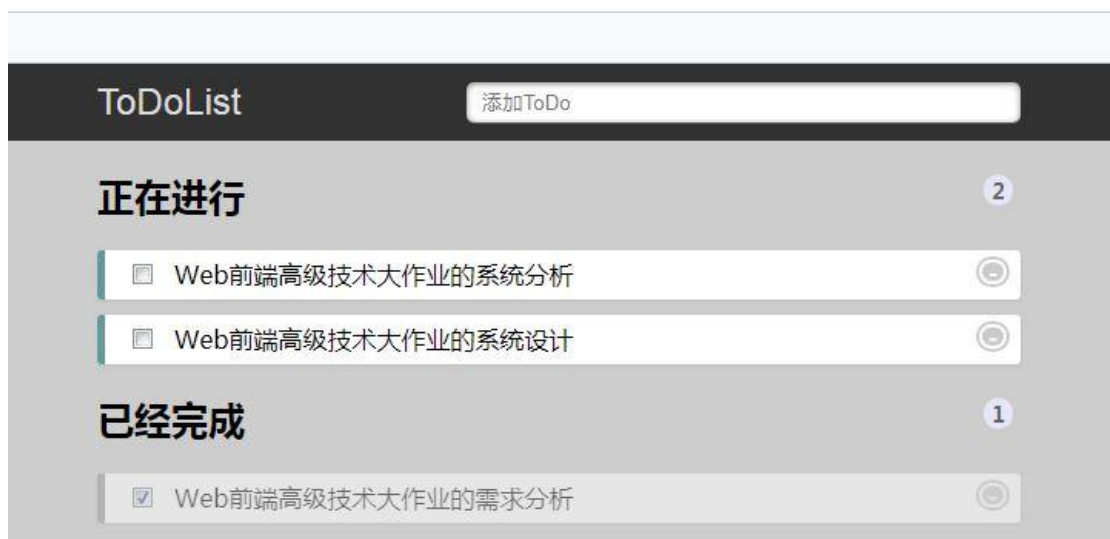 ToDoList
添加ToDo
正在进行
2
Web前端高级技术大作业的系统分析
Web前端高级技术大作业的系统设计
已经完成
1
Web前端高级技术大作业的需求分析